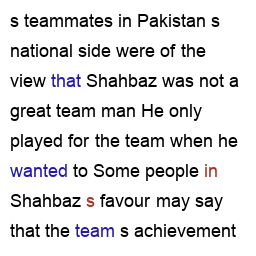 s teammates in Pakistan s
national side were of the
view that Shahbaz was not a
great team man He only
played for the team when he
wanted to Some people in
Shahbaz s favour may say
that the team s achievement